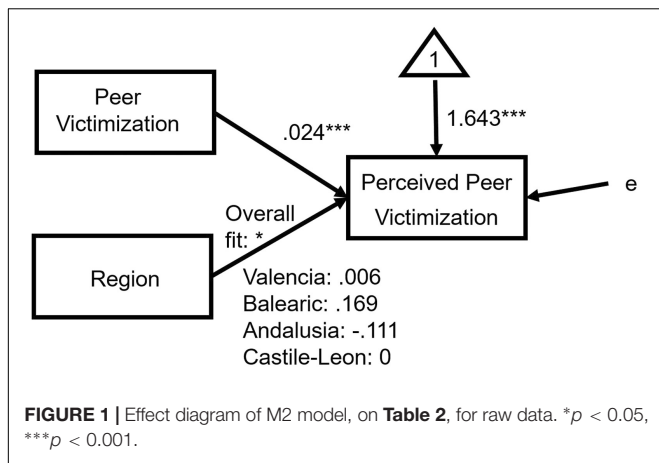 1
Peer
Victimization
.024***
1.643***
Perceived Peer
Victimization
e
Overall
fit: *
Region
Valencia: .006
Balearic: .169
Andalusia: -.111
Castile-Leon: 0
FIGURE 1 | Effect diagram of M2 model, on Table 2, for raw data. *p < 0.05,
***p < 0.001.